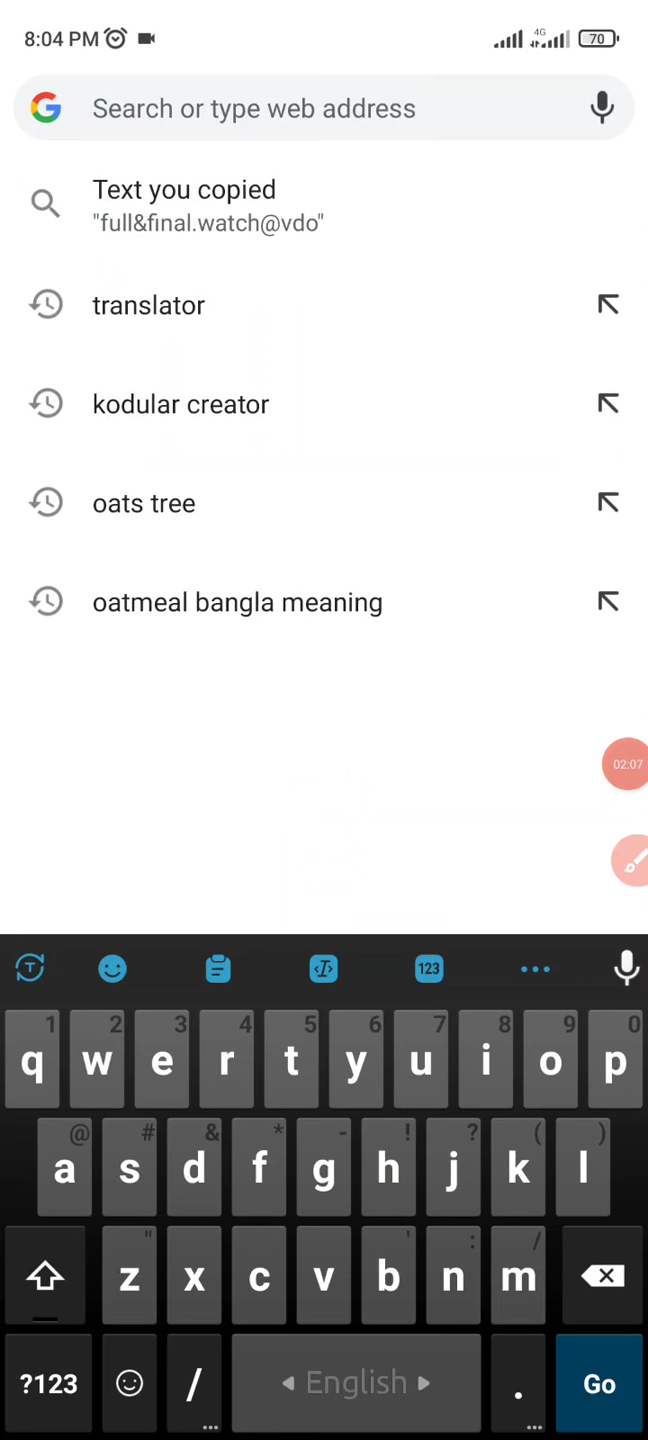 8:04 PM 4G 70
Search or type web address
Text you copied
"full&final.watch@vdo"
translator
kodular creator
oats tree
oatmeal bangla meaning
02:07
T 123
1 2 3 4 5 6 7 8 9 0
q w e r t y u i o p
@ # & * - ! ? ( )
a s d f g h j k l
" ' : /
z x c v b n m
?123 / English . Go